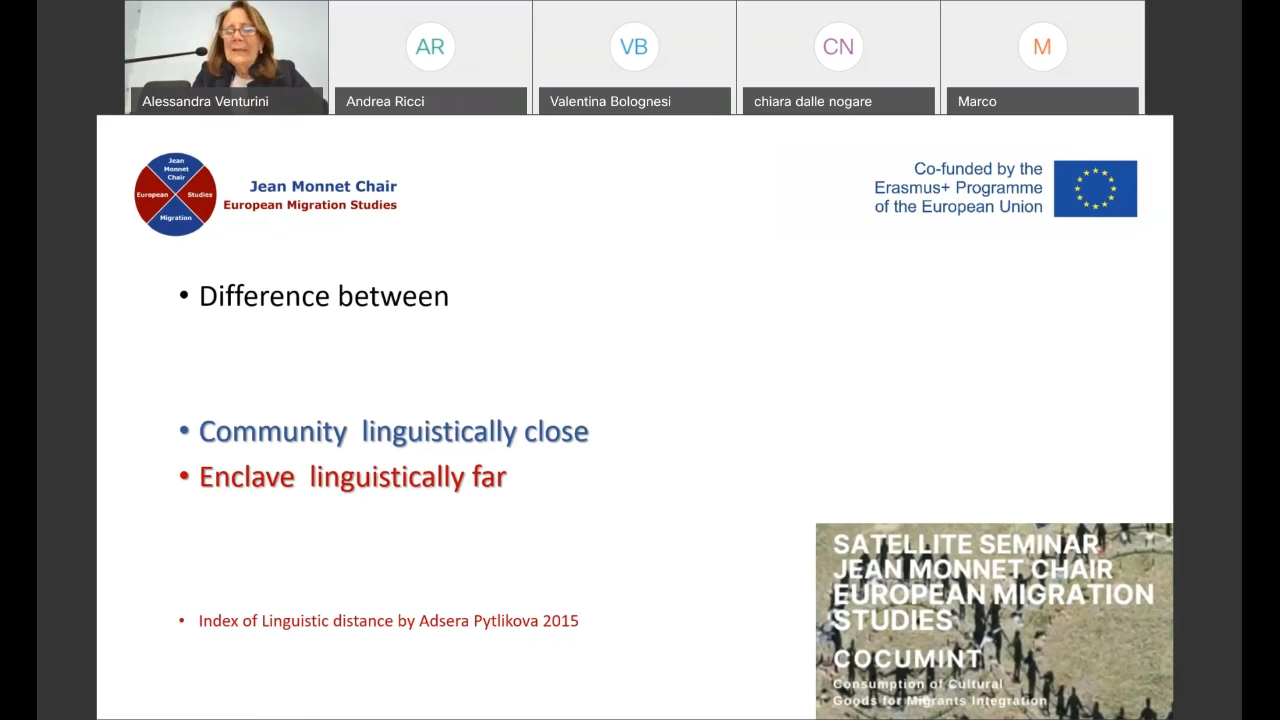 AR
VB
CN
M
Alessandra Venturini
Andrea Ricci
Valentina Bolognesi
chiara dalle nogare
Marco
Jean
Monnet
Chair
European
Studies
Migration
Jean Monnet Chair
European Migration Studies
Co-funded by the
Erasmus+ Programme
of the European Union
• Difference between
• Community linguistically close
• Enclave linguistically far
• Index of Linguistic distance by Adsera Pytlikova 2015
SATELLITE SEMINAR
JEAN MONNET CHAIR
EUROPEAN MIGRATION
STUDIES
COCUMINT
Consumption of Cultural
Goods for Migrants Integration